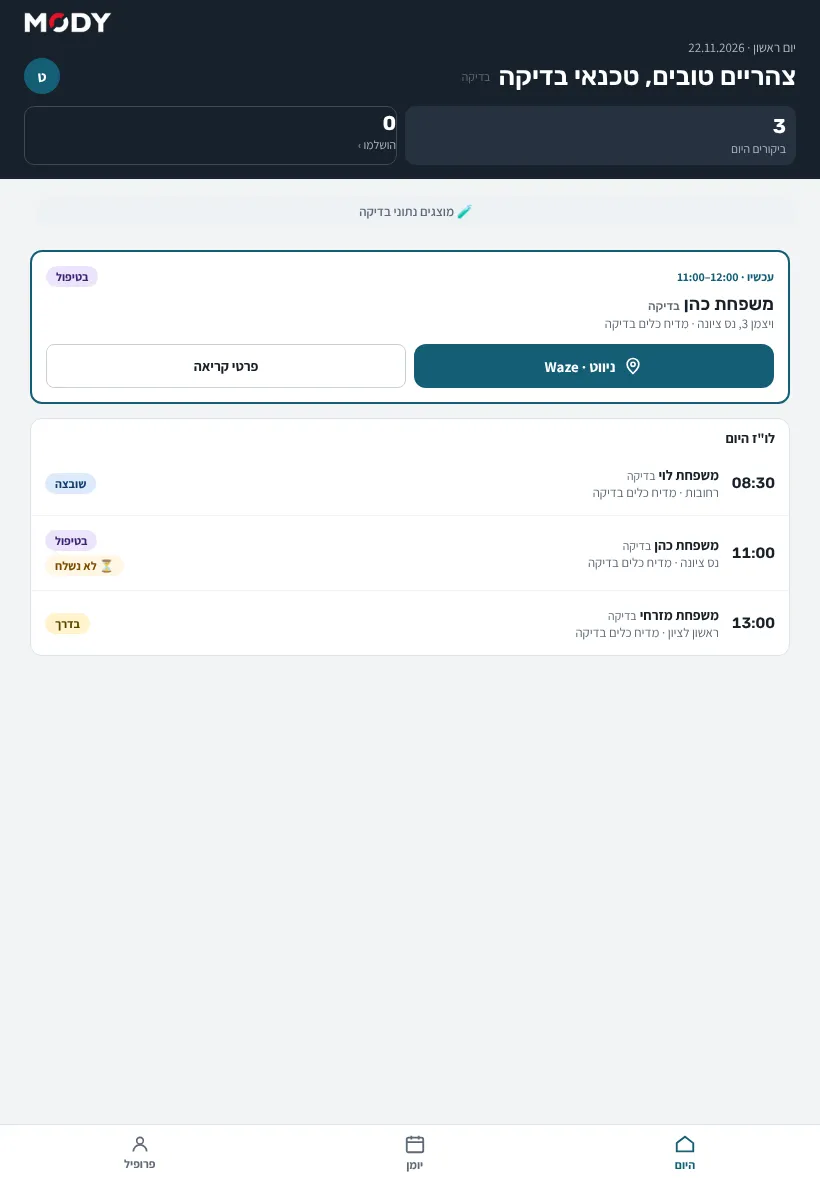 MODY
יום ראשון · 22.11.2026
צהריים טובים, טכנאי בדיקה בדיקה
ט
3
ביקורים היום
0
הושלמו ›
🧪 מוצגים נתוני בדיקה
עכשיו · 11:00–12:00
בטיפול
משפחת כהן בדיקה
ויצמן 3, נס ציונה · מדיח כלים בדיקה
ניווט · Waze
פרטי קריאה
לו"ז היום
08:30
משפחת לוי בדיקה
רחובות · מדיח כלים בדיקה
שובצה
11:00
משפחת כהן בדיקה
נס ציונה · מדיח כלים בדיקה
בטיפול
⏳ לא נשלח
13:00
משפחת מזרחי בדיקה
ראשון לציון · מדיח כלים בדיקה
בדרך
היום
יומן
פרופיל